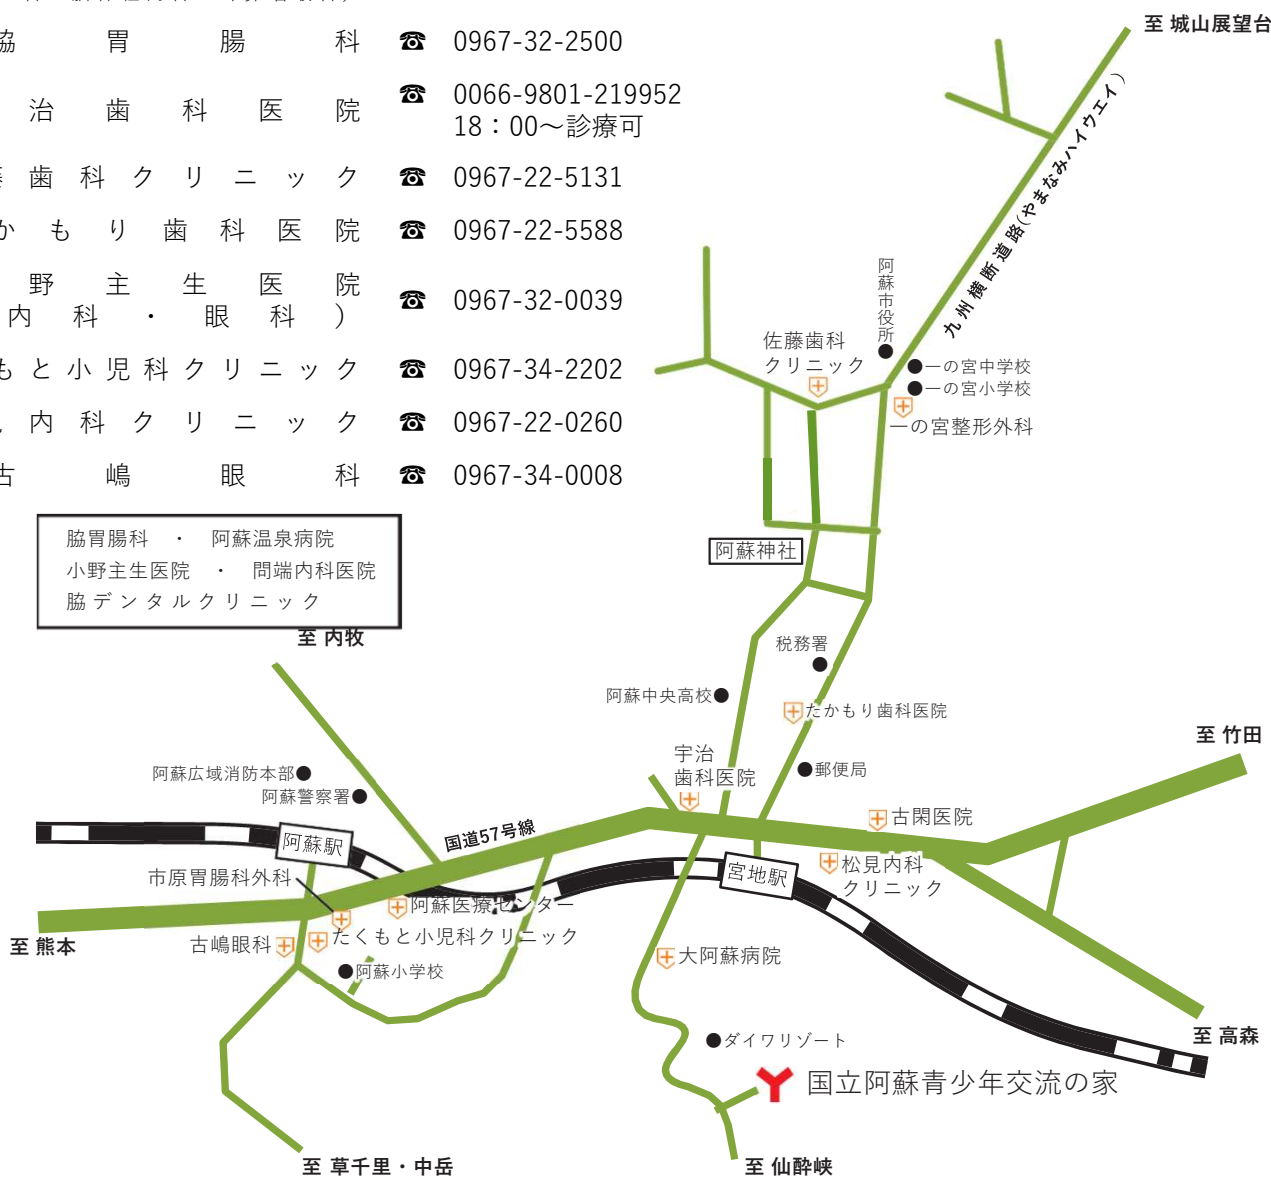 脇胃腸科 ☎ 0967-32-2500
治歯科医院 ☎ 0066-9801-219952
18：00～診療可
歯科クリニック ☎ 0967-22-5131
かもり歯科医院 ☎ 0967-22-5588
野主生医院
内科・眼科） ☎ 0967-32-0039
もと小児科クリニック ☎ 0967-34-2202
内科クリニック ☎ 0967-22-0260
古嶋眼科 ☎ 0967-34-0008
脇胃腸科 ・ 阿蘇温泉病院
小野主生医院 ・ 問端内科医院
脇デンタルクリニック
至 城山展望台
九州横断道路(やまなみハイウエイ)
阿蘇市役所
佐藤歯科
クリニック
一の宮中学校
一の宮小学校
一の宮整形外科
阿蘇神社
至 内牧
税務署
阿蘇中央高校
たかもり歯科医院
至 竹田
宇治
歯科医院
郵便局
阿蘇広域消防本部
阿蘇警察署
国道57号線
古閑医院
阿蘇駅
宮地駅
松見内科
クリニック
市原胃腸科外科
阿蘇医療センター
至 熊本
古嶋眼科
たくもと小児科クリニック
阿蘇小学校
大阿蘇病院
至 高森
ダイワリゾート
国立阿蘇青少年交流の家
至 草千里・中岳
至 仙酔峡